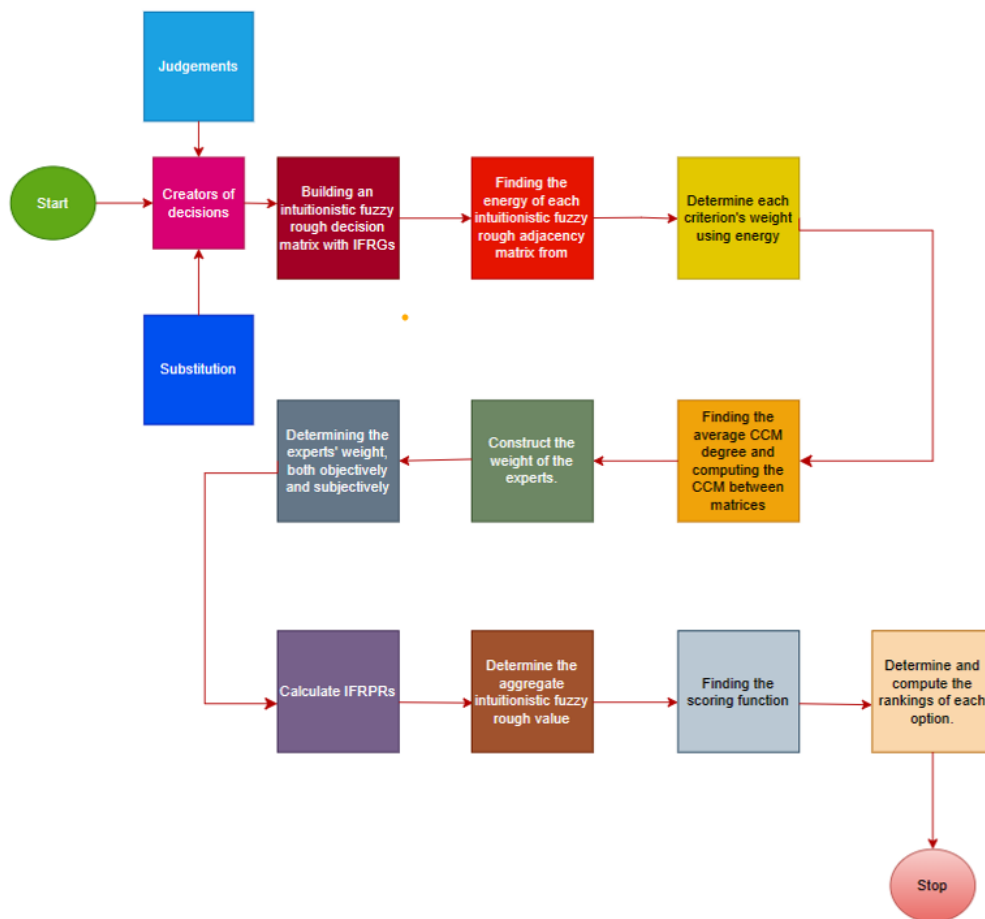 Judgements
Start
Creators of
decisions
Building an
intuitionistic fuzzy
rough decision
matrix with IFRGs
Finding the
energy of each
intuitionistic fuzzy
rough adjacency
matrix from
Determine each
criterion's weight
using energy
Substitution
Determining the
experts' weight,
both objectively
and subjectively
Construct the
weight of the
experts.
Finding the
average CCM
degree and
computing the
CCM between
matrices
Calculate IFRPRs
Determine the
aggregate
intuitionistic fuzzy
rough value
Finding the
scoring function
Determine and
compute the
rankings of each
option.
Stop